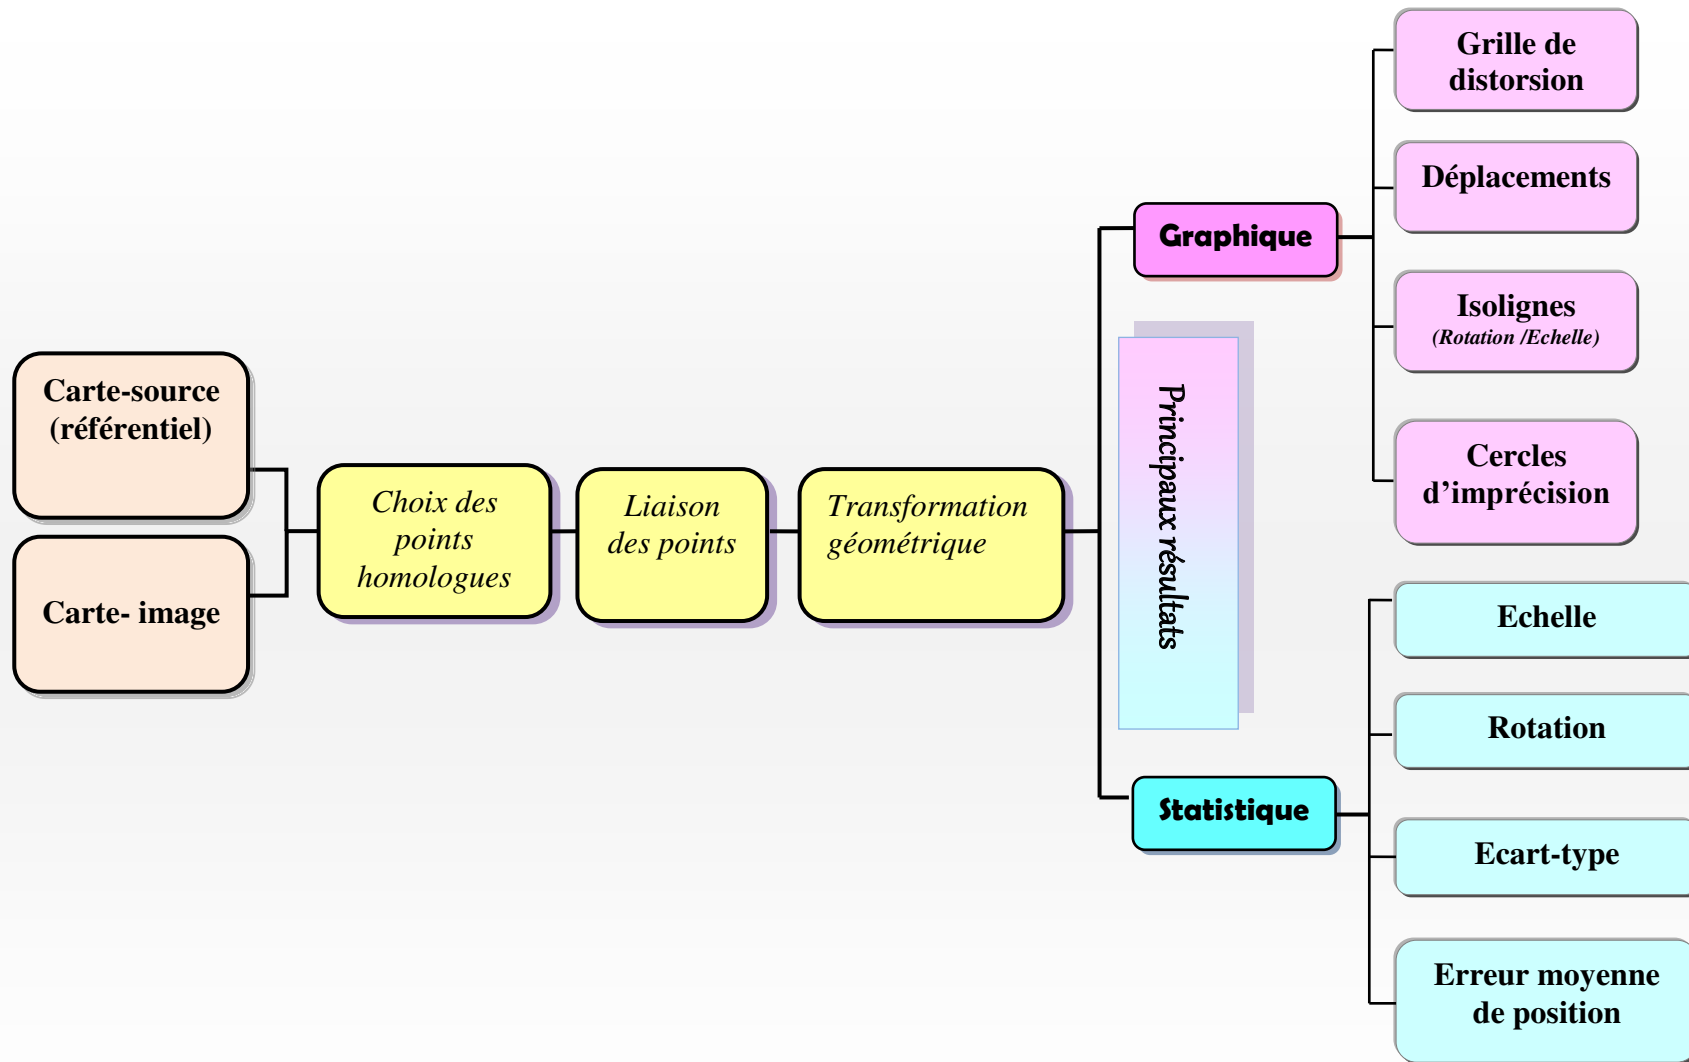 Carte-source
(référentiel)
Carte- image
Choix des
points
homologues
Liaison
des points
Transformation
géométrique
Principaux résultats
Graphique
Grille de
distorsion
Déplacements
Isolignes
(Rotation /Echelle)
Cercles
d’imprécision
Statistique
Echelle
Rotation
Ecart-type
Erreur moyenne
de position